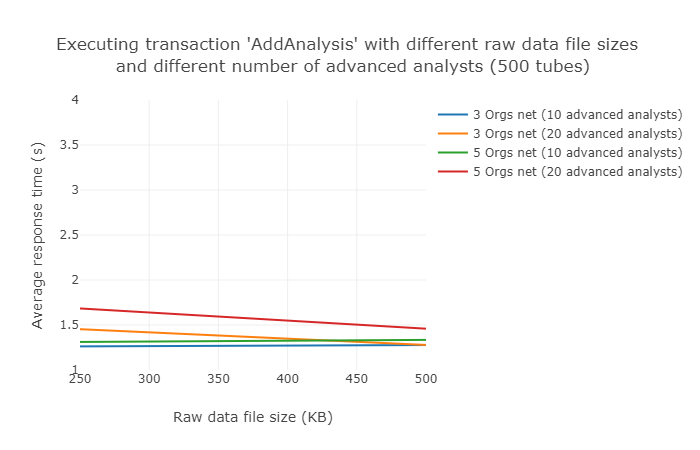 Executing transaction 'AddAnalysis' with different raw data file sizes
and different number of advanced analysts (500 tubes)
4
3.5
3
2.5
2
1.5
1
Average response time (s)
250 300 350 400 450 500
Raw data file size (KB)
3 Orgs net (10 advanced analysts)
3 Orgs net (20 advanced analysts)
5 Orgs net (10 advanced analysts)
5 Orgs net (20 advanced analysts)